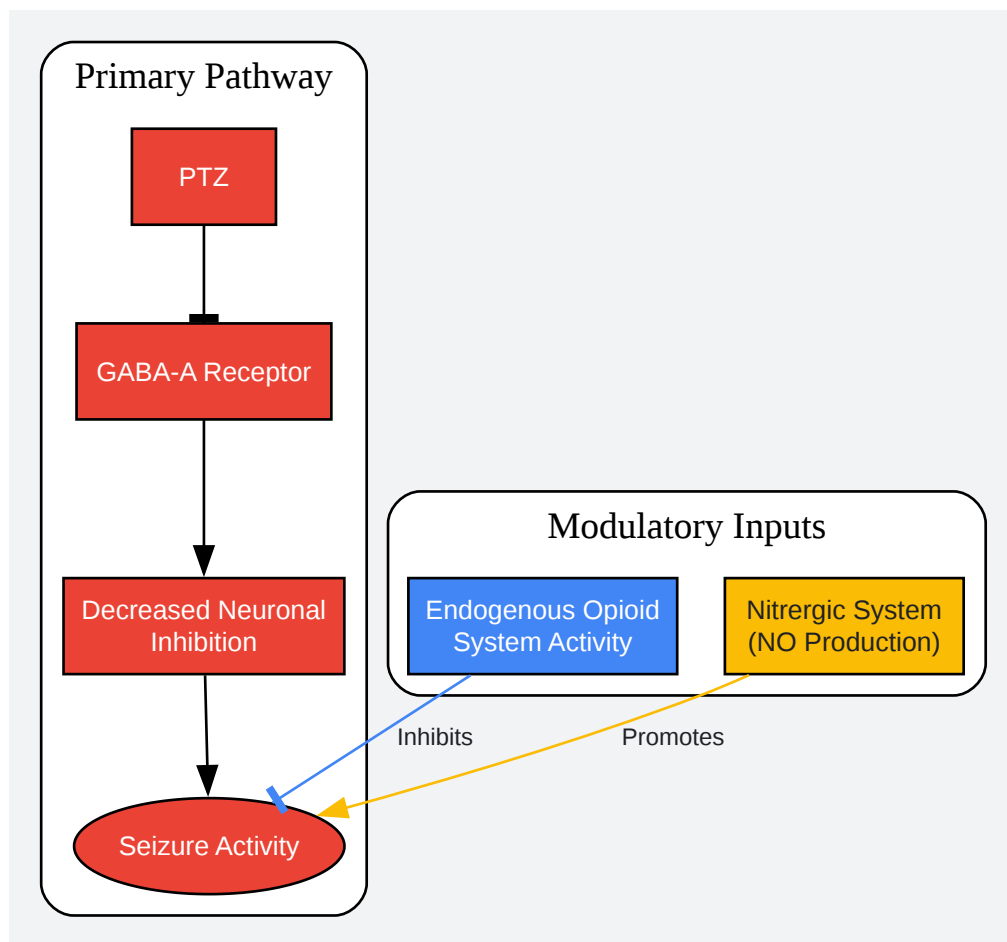 Primary Pathway
PTZ
GABA-A Receptor
Decreased Neuronal
Inhibition
Seizure Activity
Modulatory Inputs
Endogenous Opioid
System Activity
Nitrergic System
(NO Production)
Inhibits
Promotes